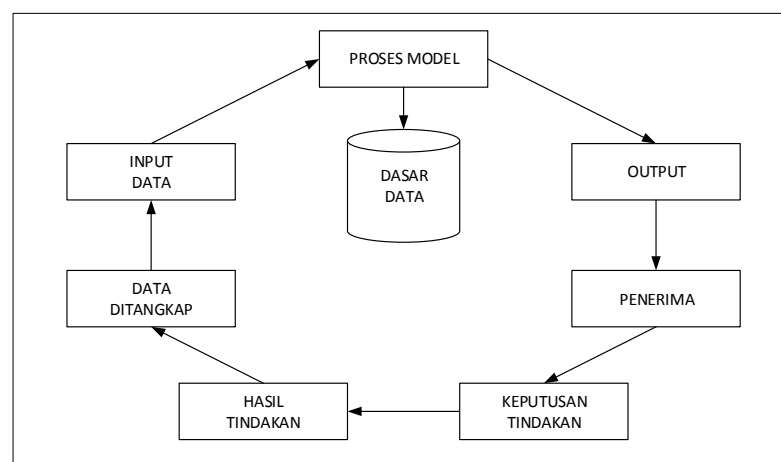 PROSES MODEL
INPUT
DATA
DASAR
DATA
OUTPUT
DATA
DITANGKAP
PENERIMA
HASIL
TINDAKAN
KEPUTUSAN
TINDAKAN